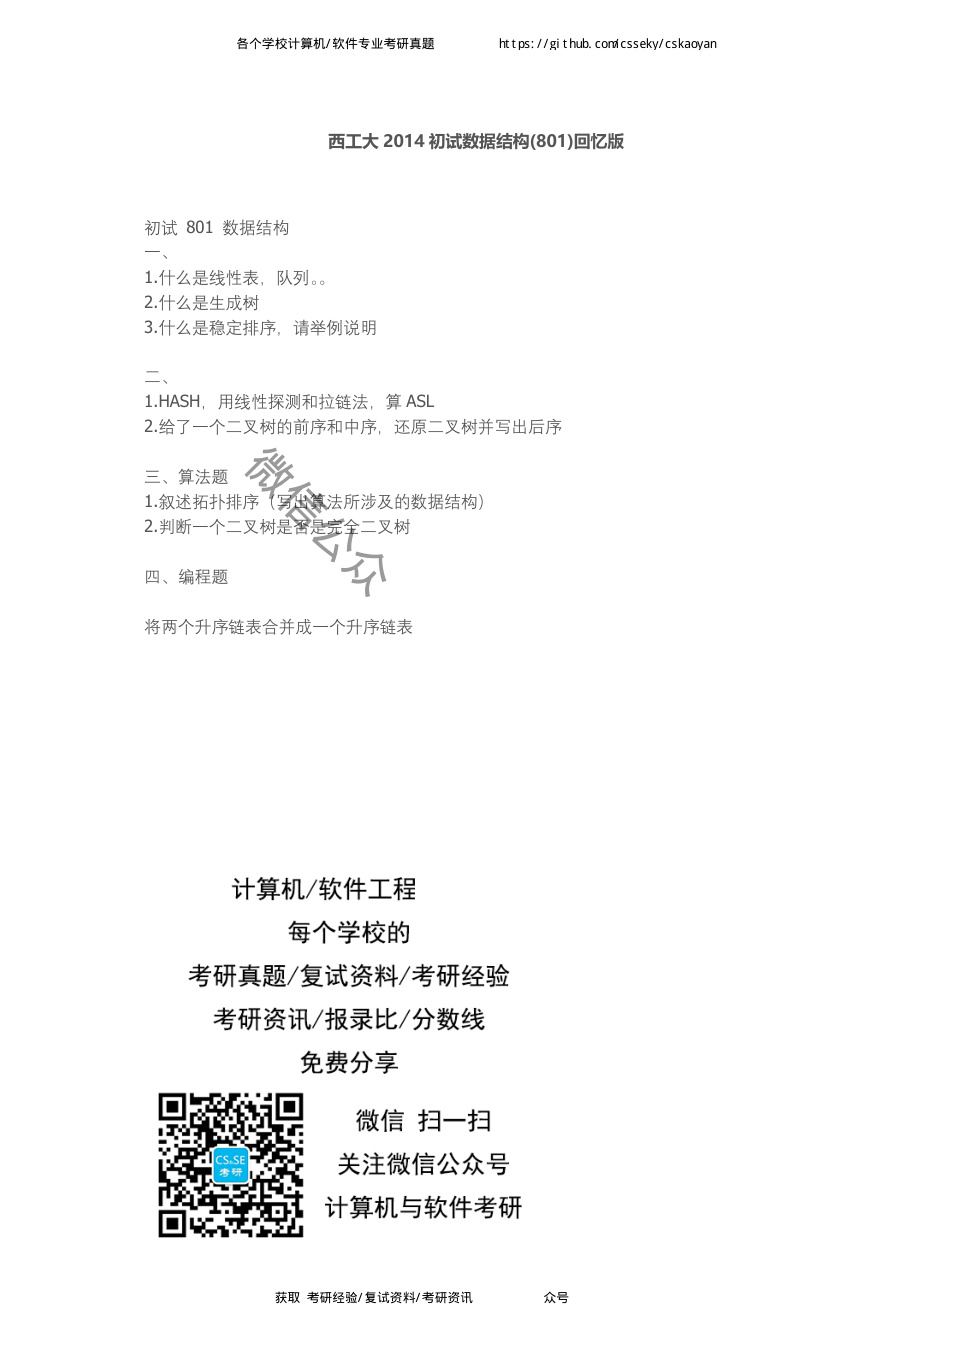 各个学校计算机/软件专业考研真题 https://github.com/csseky/cskaoyan
西工大 2014 初试数据结构(801)回忆版
初试 801 数据结构
一、
1.什么是线性表，队列。。
2.什么是生成树
3.什么是稳定排序，请举例说明
二、
1.HASH，用线性探测和拉链法，算 ASL
2.给了一个二叉树的前序和中序，还原二叉树并写出后序
三、算法题
1.叙述拓扑排序（写出算法所涉及的数据结构）
2.判断一个二叉树是否是完全二叉树
微信公众
四、编程题
将两个升序链表合并成一个升序链表
计算机/软件工程
每个学校的
考研真题/复试资料/考研经验
考研资讯/报录比/分数线
免费分享
CS&SE
考研
微信 扫一扫
关注微信公众号
计算机与软件考研
获取 考研经验/复试资料/考研资讯 众号